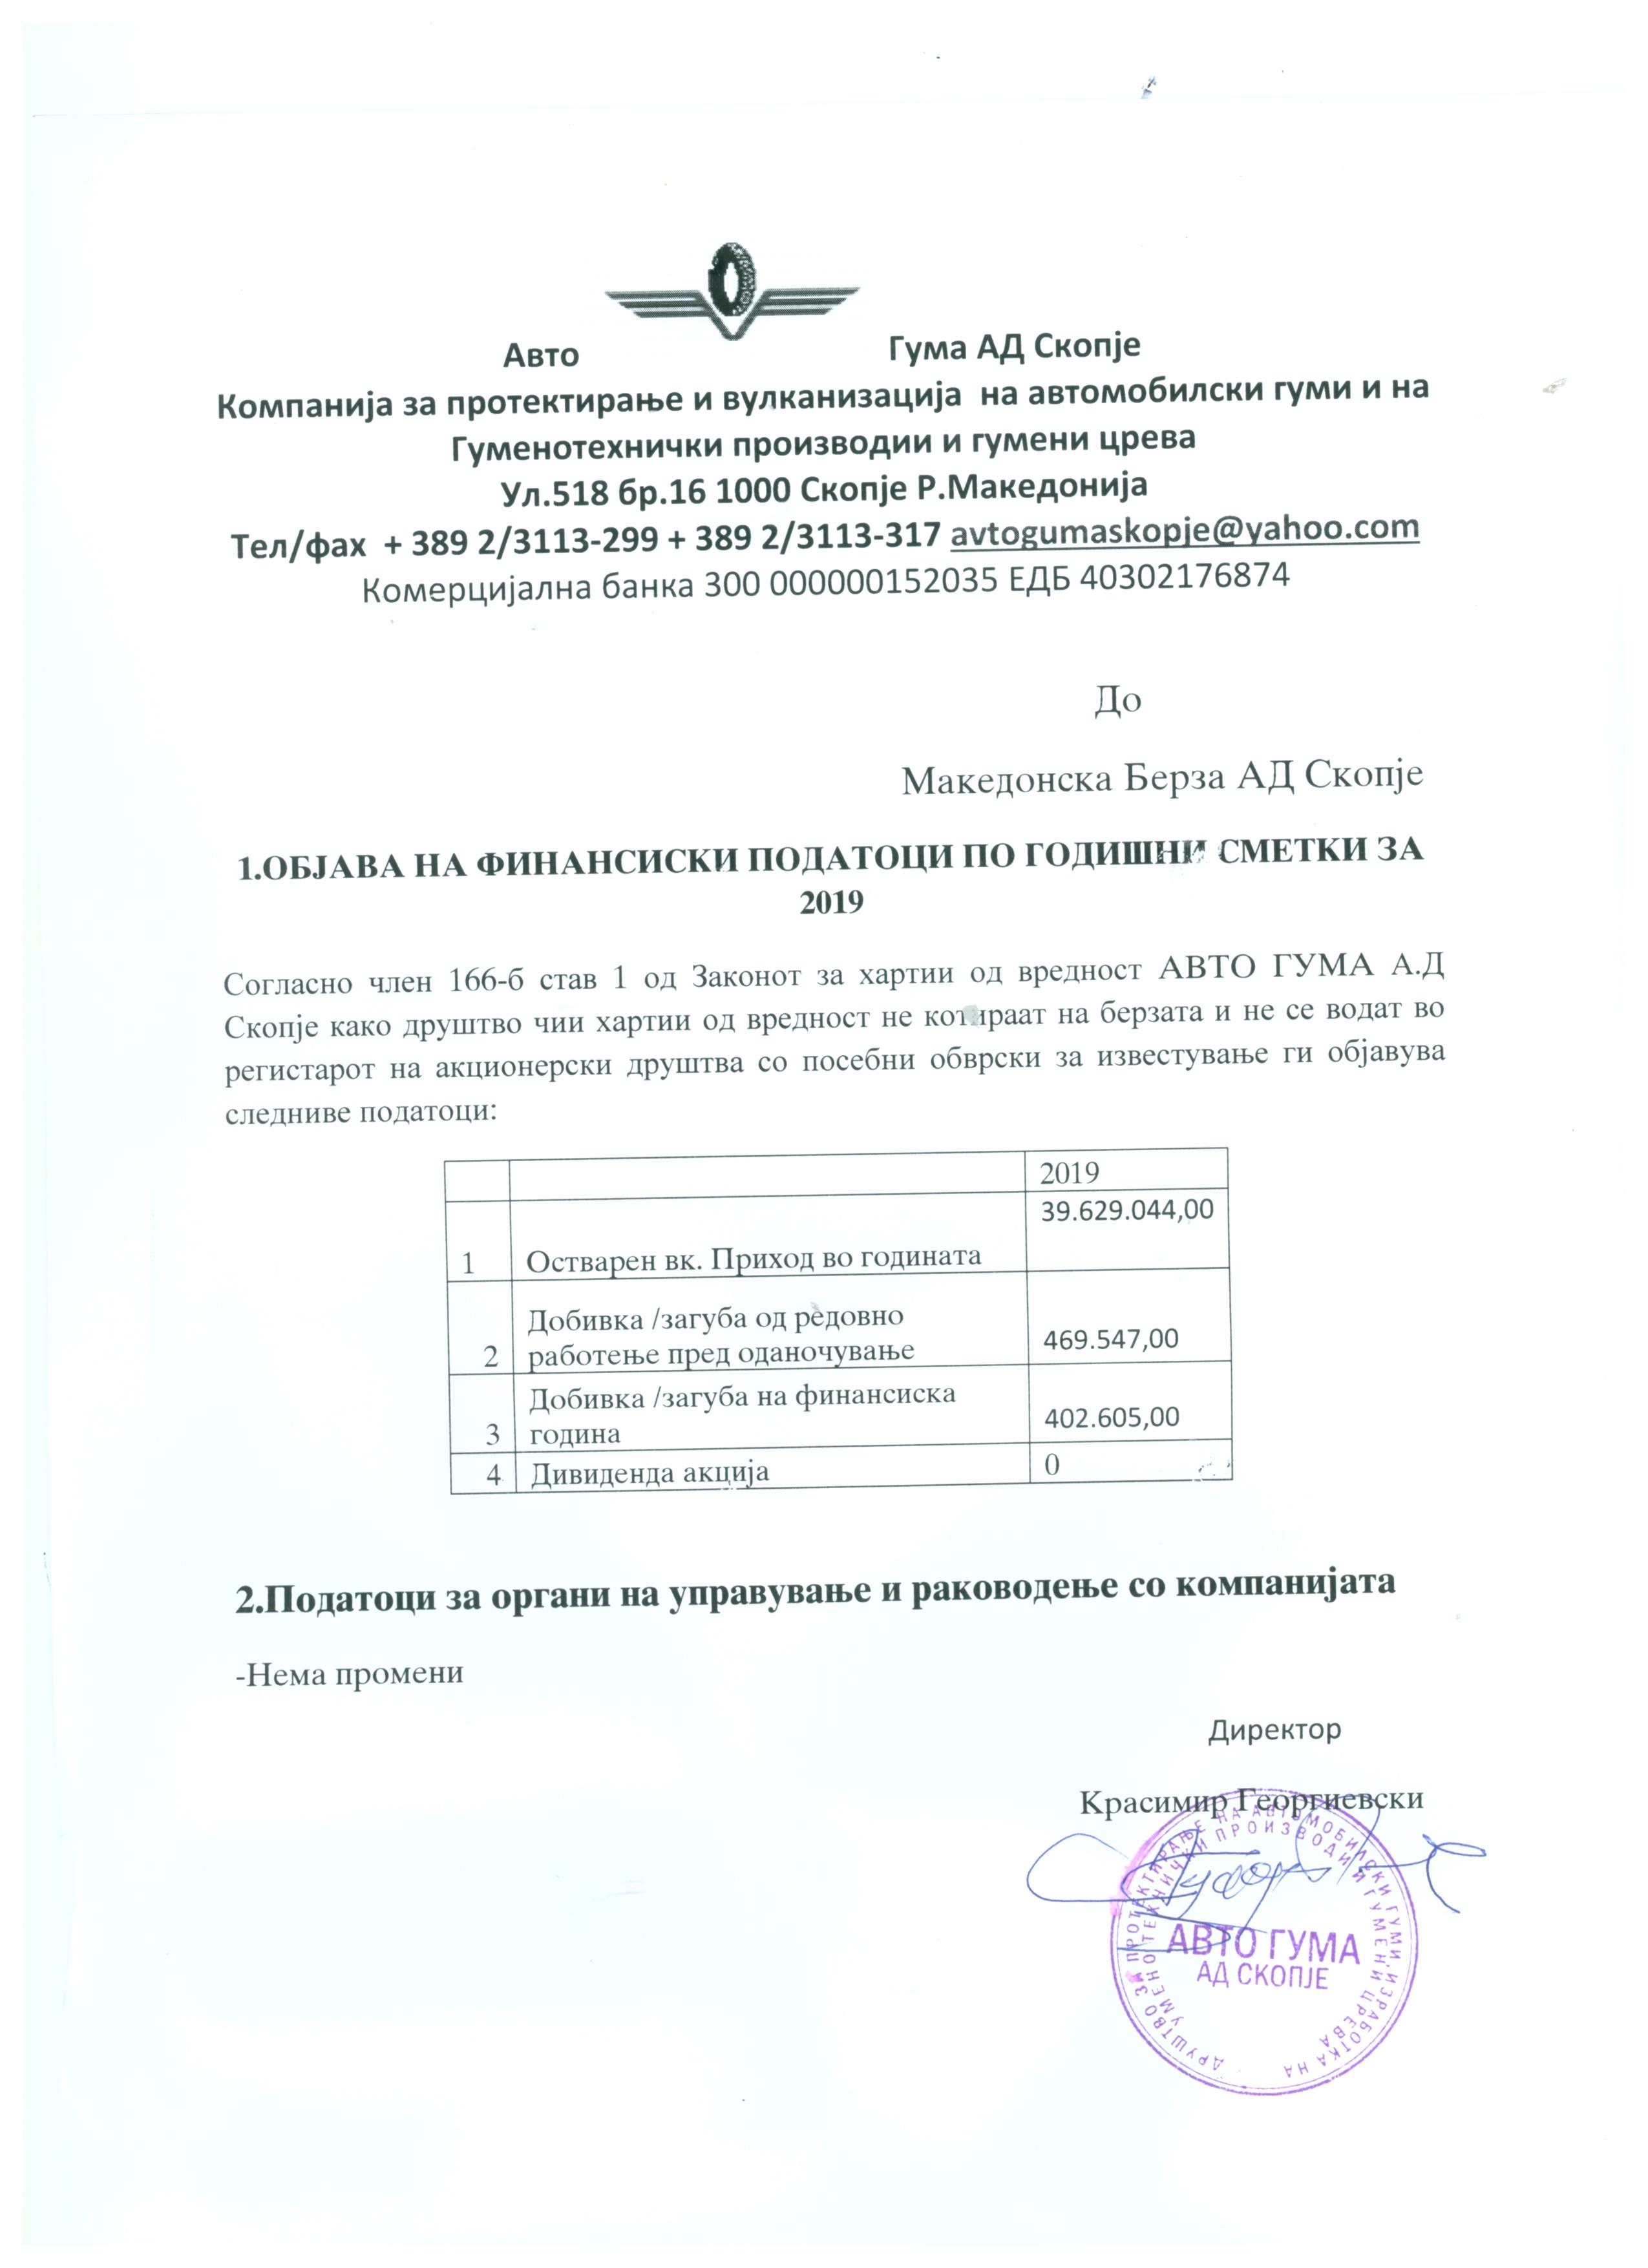 Авто Гума АД Скопје
Компанија за протектирање и вулканизација на автомобилски гуми и на
Гуменотехнички производии и гумени црева
Ул.518 бр.16 1000 Скопје Р.Македонија
Тел/фах + 389 2/3113-299 + 389 2/3113-317 avtogumaskopje@yahoo.com
Комерцијална банка 300 000000152035 ЕДБ 40302176874
До
Македонска Берза АД Скопје
1.ОБЈАВА НА ФИНАНСИСКИ ПОДАТОЦИ ПО ГОДИШНИ СМЕТКИ ЗА
2019
Согласно член 166-б став 1 од Законот за хартии од вредност АВТО ГУМА А.Д
Скопје како друштво чии хартии од вредност не котираат на берзата и не се водат во
регистарот на акционерски друштва со посебни обврски за известување ги објавува
следниве податоци:
2019
1 Остварен вк. Приход во годината 39.629.044,00
2 Добивка /загуба од редовно
работење пред оданочување 469.547,00
3 Добивка /загуба на финансиска
година 402.605,00
4 Дивиденда акција 0
2.Податоци за органи на управување и раководење со компанијата
-Нема промени
Директор
Красимир Георгиевски
ДРУШТВО ЗА ПРОТЕКТИРАЊЕ НА АВТОМОБИЛСКИ ГУМИ, ИЗРАБОТКА НА
ГУМЕНОТЕХНИЧКИ ПРОИЗВОДИ И ГУМЕНИ ЦРЕВА
АВТО ГУМА
АД СКОПЈЕ